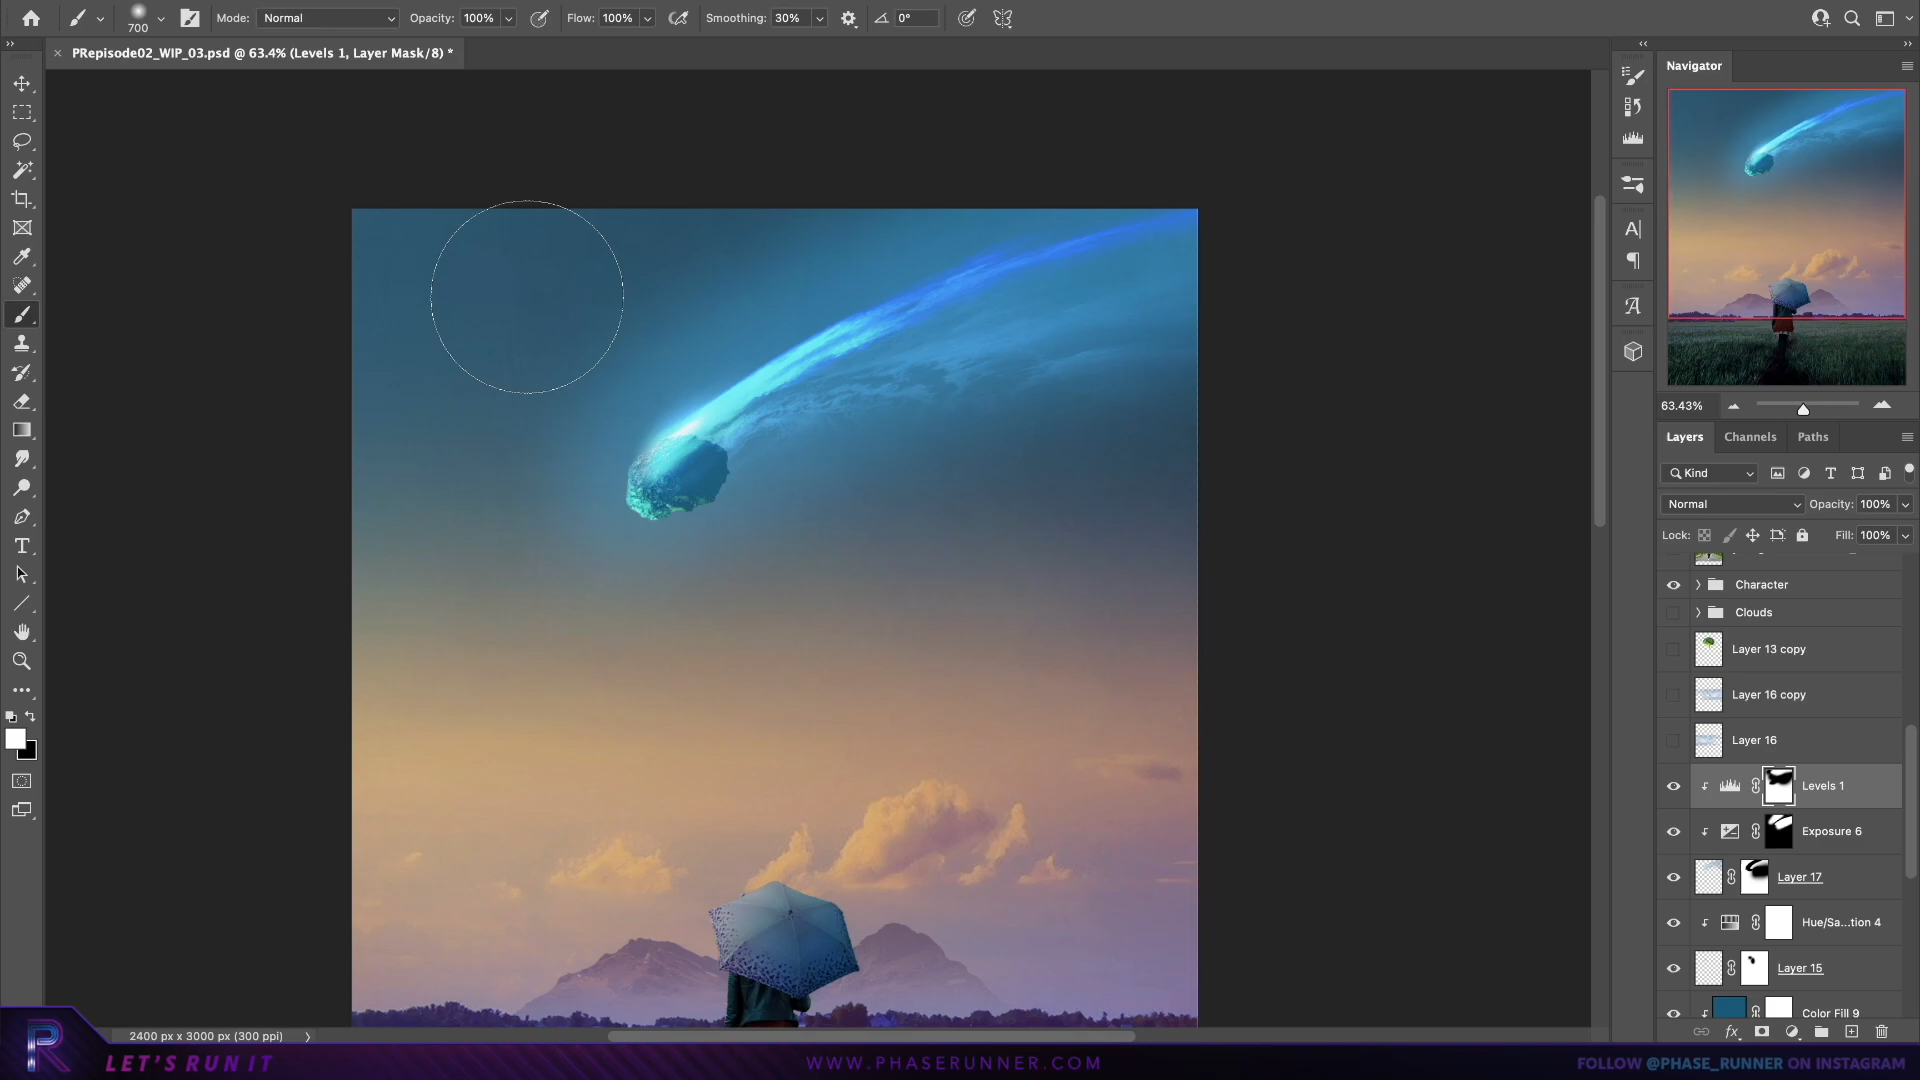 700
Mode: Normal
Opacity: 100%
Flow: 100%
Smoothing: 30%
0°
PRepisode02_WIP_03.psd @ 63.4% (Levels 1, Layer Mask/8) *
Navigator
63.43%
Layers
Channels
Paths
Kind
Normal
Opacity: 100%
Lock:
Fill: 100%
Character
Clouds
Layer 13 copy
Layer 16 copy
Layer 16
Levels 1
Exposure 6
Layer 17
Hue/Sa...tion 4
Layer 15
Color Fill 9
2400 px x 3000 px (300 ppi)
LET'S RUN IT
WWW.PHASERUNNER.COM
FOLLOW @PHASE_RUNNER ON INSTAGRAM